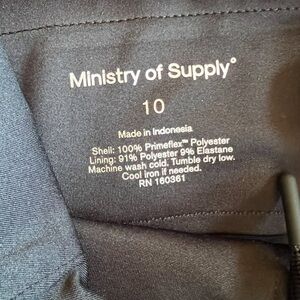 Ministry of Supply°
10
Made in Indonesia
Shell: 100% Primeflex™ Polyester
Lining: 91% Polyester 9% Elastane
Machine wash cold. Tumble dry low.
Cool iron if needed.
RN 160361